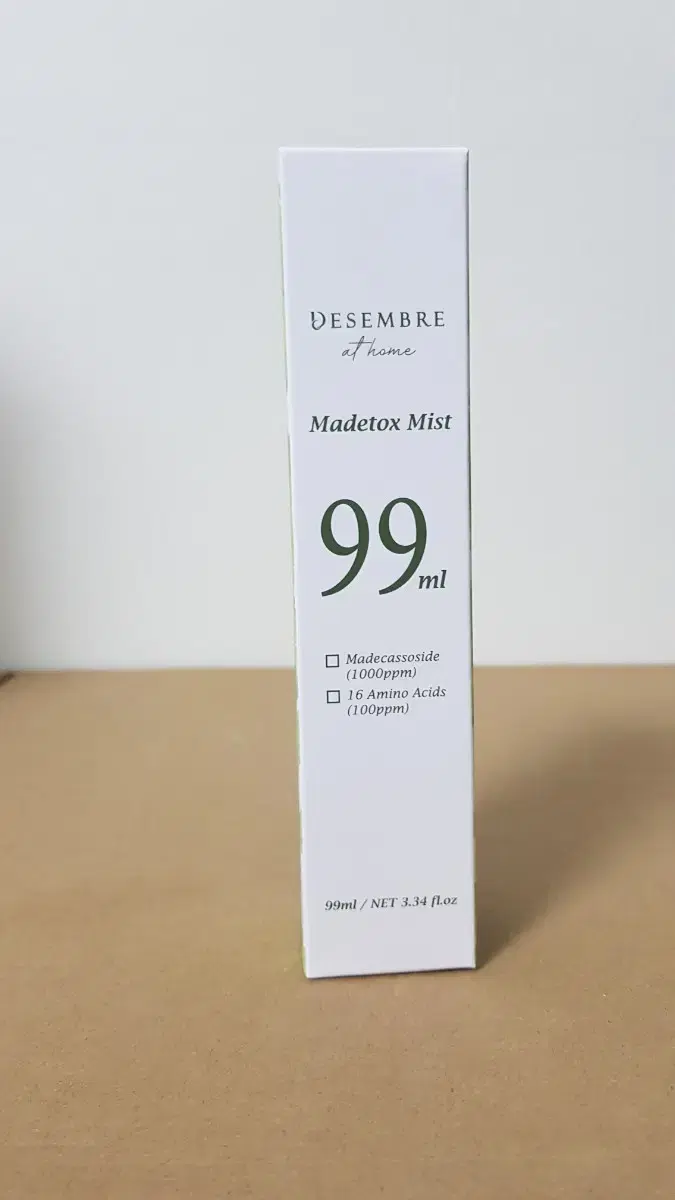 DESEMBRE
at home
Madetox Mist
99ml
Madecassoside
(1000ppm)
16 Amino Acids
(100ppm)
99ml / NET 3.34 fl.oz